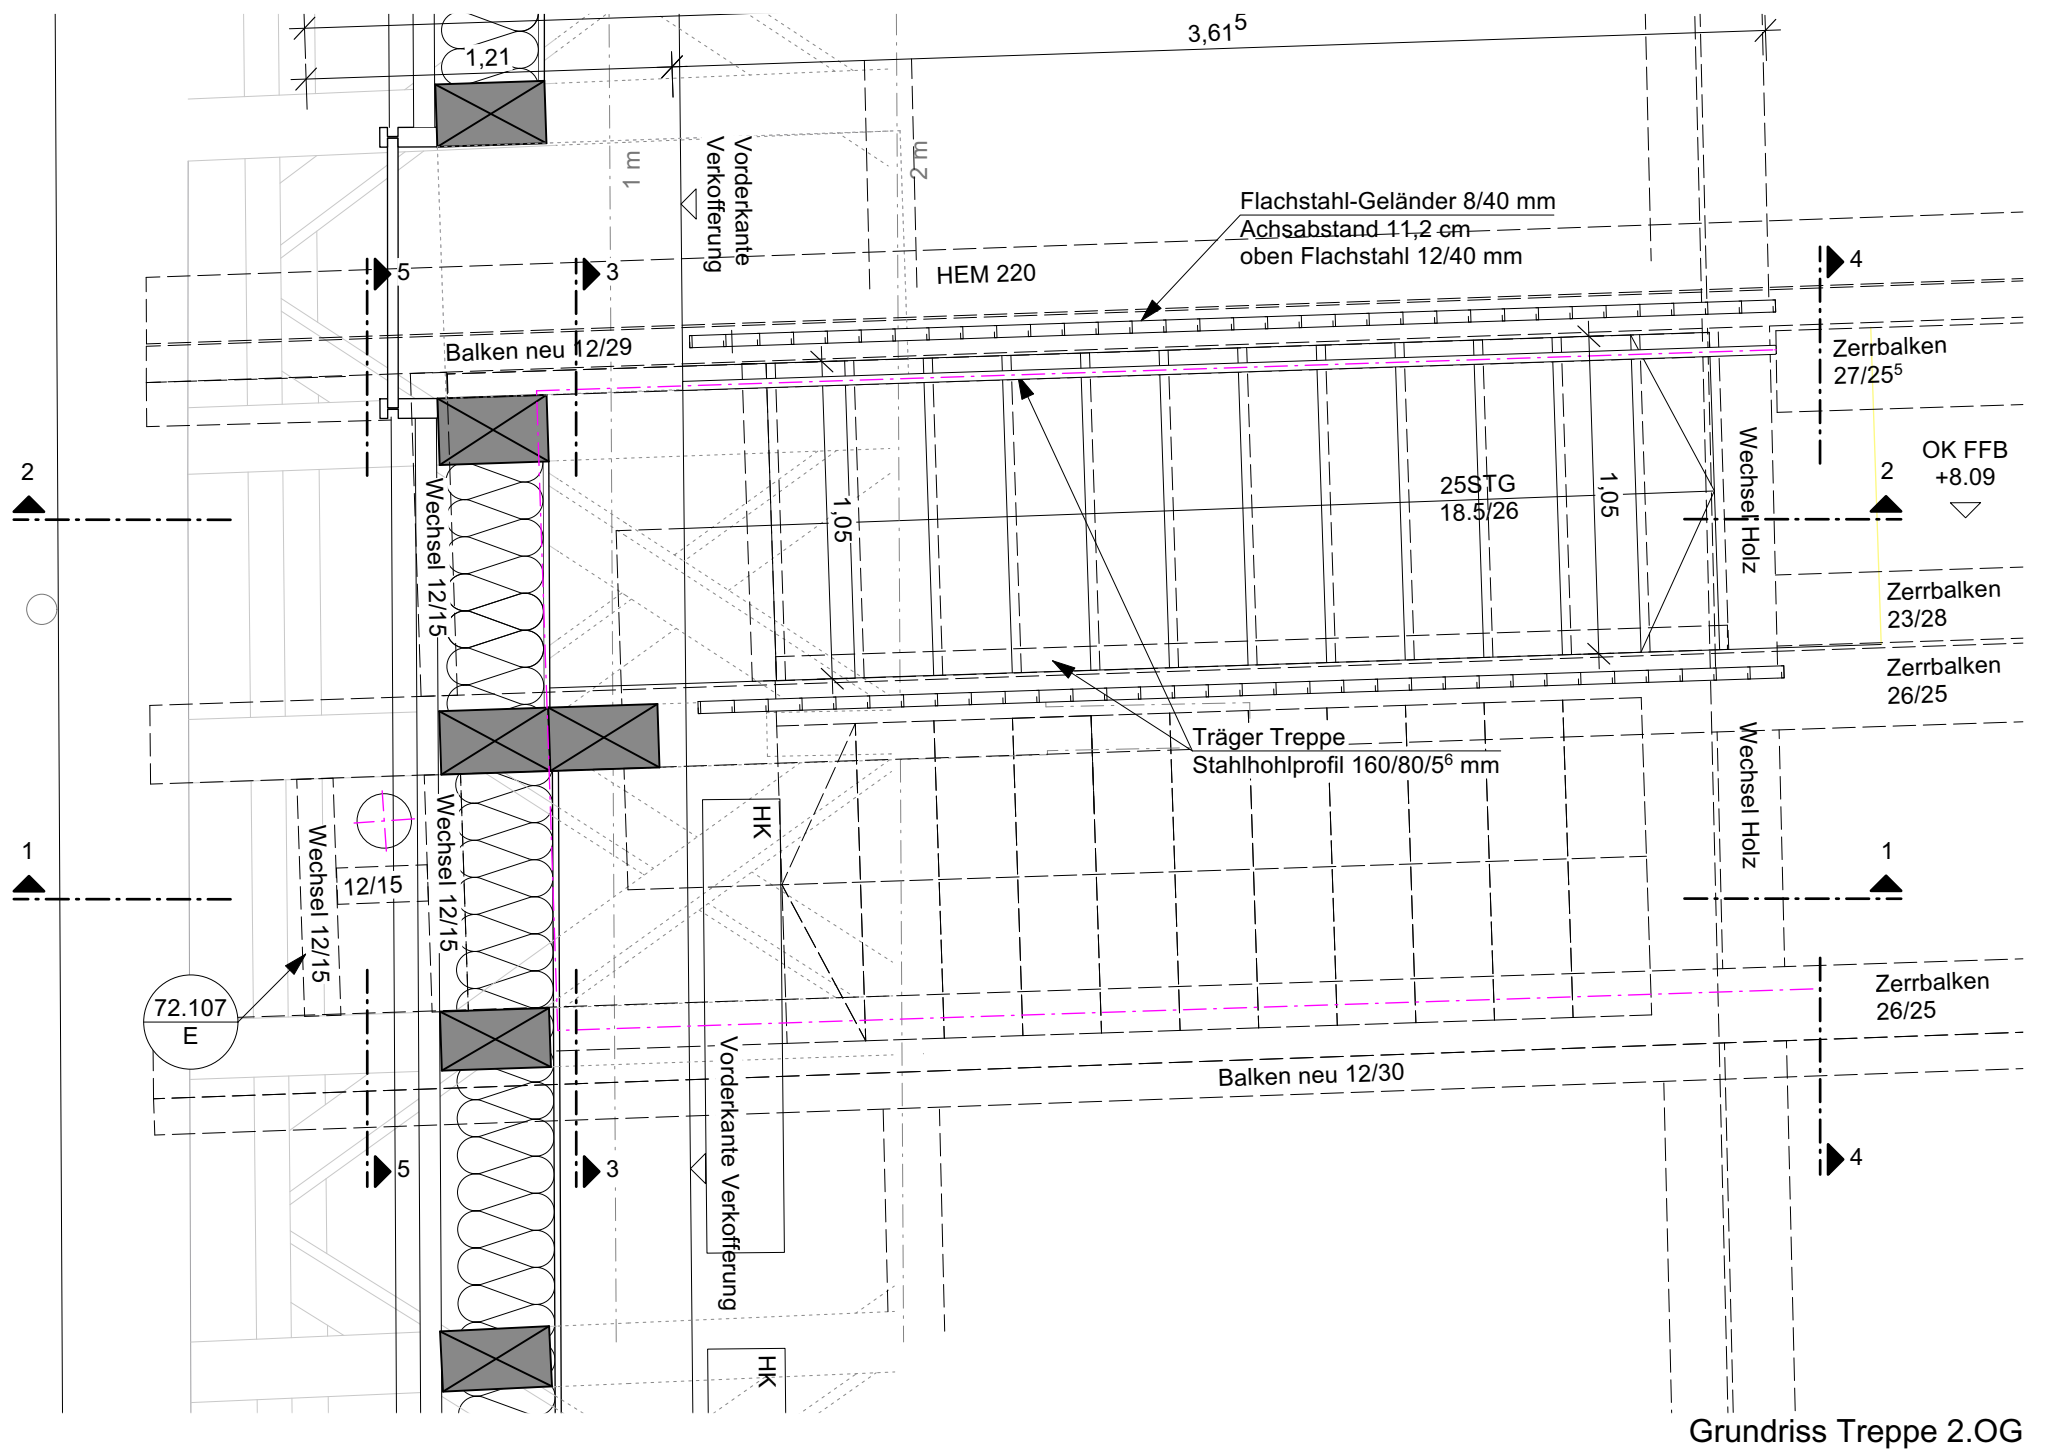 3,61⁵
1,21
Vorderkante
Verkofferung
1 m
2 m
Flachstahl-Geländer 8/40 mm
Achsabstand 11,2 cm
oben Flachstahl 12/40 mm
5
3
HEM 220
4
Balken neu 12/29
Zerrbalken
27/25⁵
2
Wechsel 12/15
1,05
25STG
18.5/26
1,05
Wechsel Holz
2
OK FFB
+8.09
Zerrbalken
23/28
Zerrbalken
26/25
Träger Treppe
Stahlhohlprofil 160/80/5⁶ mm
Wechsel Holz
HK
1
Wechsel 12/15
12/15
Wechsel 12/15
1
72.107
E
Zerrbalken
26/25
Vorderkante Verkofferung
Balken neu 12/30
5
3
4
HK
Grundriss Treppe 2.OG